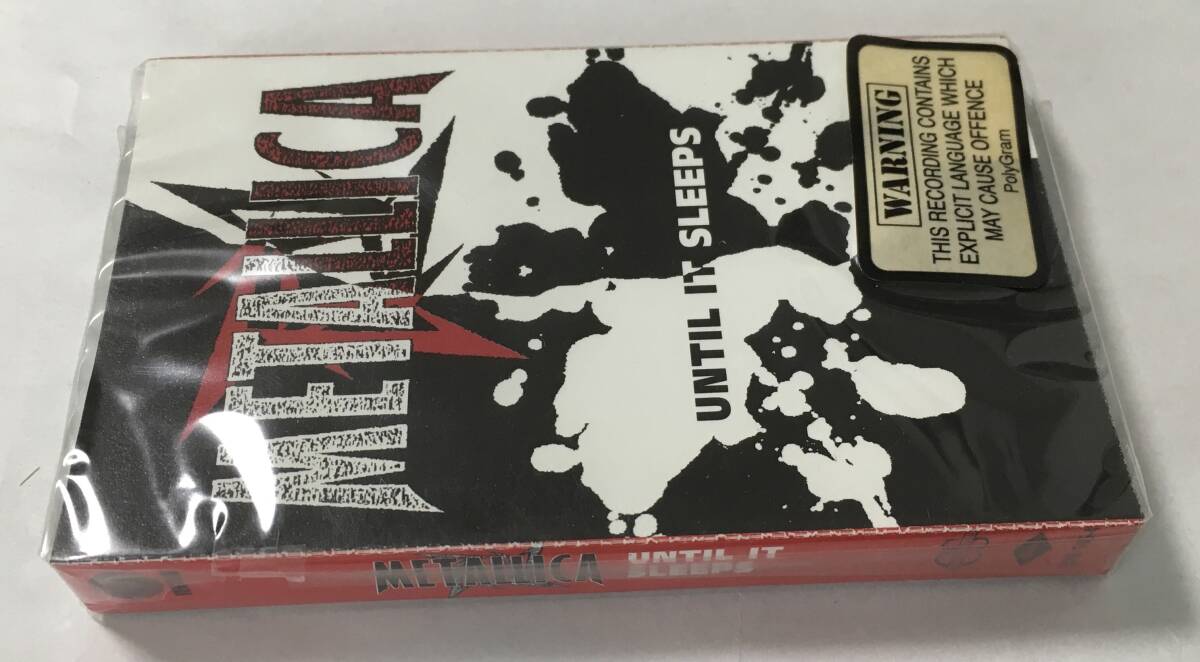 METALLICA
UNTIL IT SLEEPS
WARNING
THIS RECORDING CONTAINS
EXPLICIT LANGUAGE WHICH
MAY CAUSE OFFENCE
PolyGram
METALLICA
UNTIL IT
SLEEPS